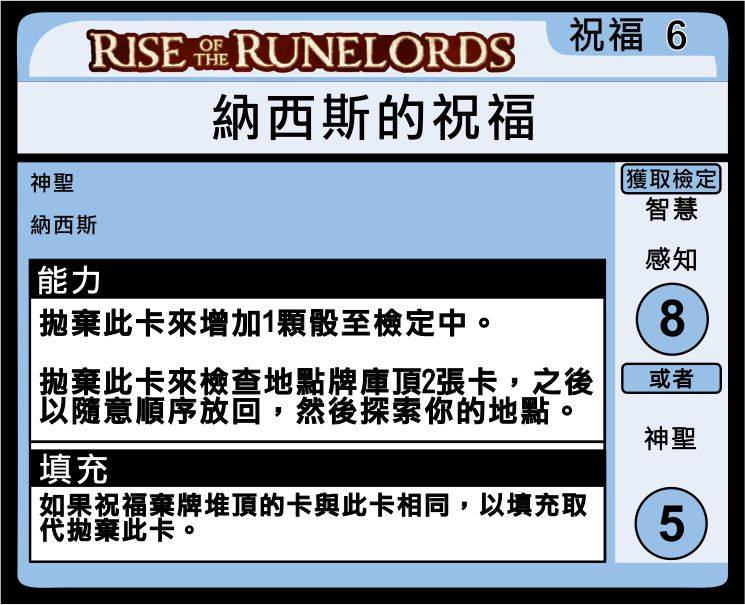 RISE OF THE RUNELORDS
祝福 6
納西斯的祝福
神聖
納西斯
獲取檢定
智慧
感知
8
或者
神聖
5
能力
拋棄此卡來增加1顆骰至檢定中。
拋棄此卡來檢查地點牌庫頂2張卡，之後
以隨意順序放回，然後探索你的地點。
填充
如果祝福棄牌堆頂的卡與此卡相同，以填充取
代拋棄此卡。